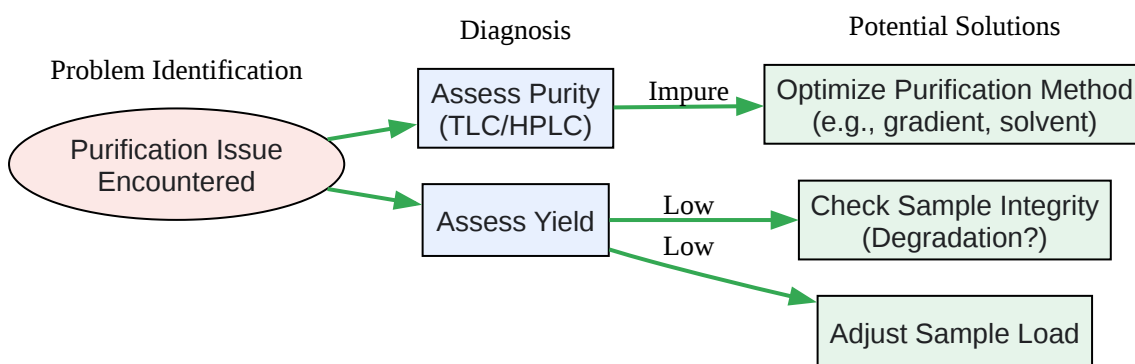 Problem Identification
Purification Issue
Encountered
Diagnosis
Assess Purity
(TLC/HPLC)
Assess Yield
Impure
Low
Low
Potential Solutions
Optimize Purification Method
(e.g., gradient, solvent)
Check Sample Integrity
(Degradation?)
Adjust Sample Load